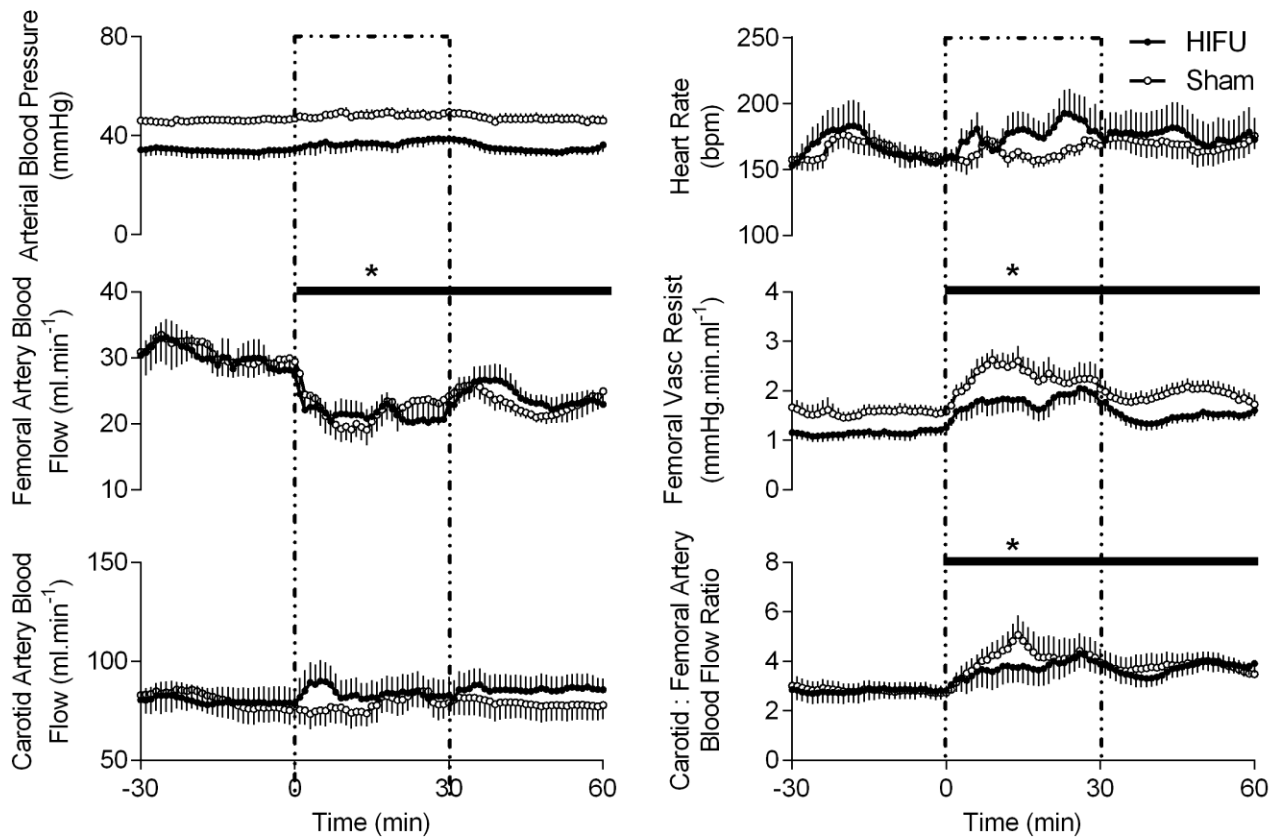 Arterial Blood Pressure
(mmHg)
80
40
0
Heart Rate
(bpm)
250
200
150
100
HIFU
Sham
Femoral Artery Blood
Flow (ml.min⁻¹)
40
30
20
10
*
Femoral Vasc Resist
(mmHg.min.ml⁻¹)
4
3
2
1
0
*
Carotid Artery Blood
Flow (ml.min⁻¹)
150
100
50
-30
0
30
60
Time (min)
Carotid : Femoral Artery
Blood Flow Ratio
8
6
4
2
0
*
-30
0
30
60
Time (min)